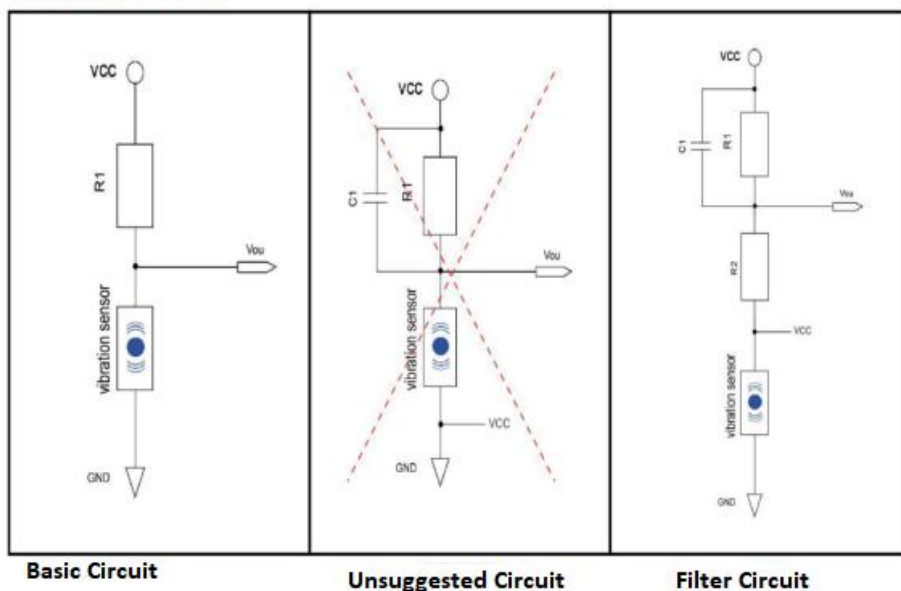 VCC
R1
Vou
vibration sensor
GND
Basic Circuit
VCC
C1
R1
Vou
vibration sensor
VCC
GND
Unsuggested Circuit
VCC
C1
R1
Vou
R2
VCC
vibration sensor
GND
Filter Circuit